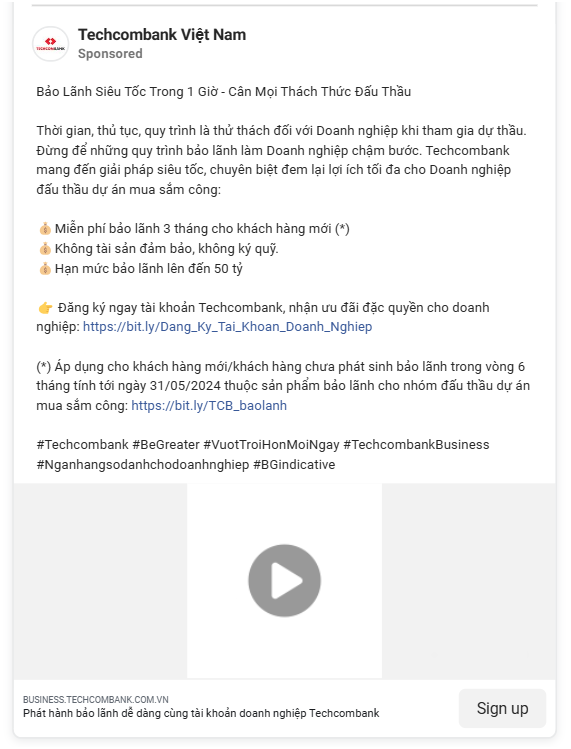 Techcombank Việt Nam
TECHCOMBANK
Sponsored
Bảo Lãnh Siêu Tốc Trong 1 Giờ - Cân Mọi Thách Thức Đấu Thầu
Thời gian, thủ tục, quy trình là thử thách đối với Doanh nghiệp khi tham gia dự thầu.
Đừng để những quy trình bảo lãnh làm Doanh nghiệp chậm bước. Techcombank
mang đến giải pháp siêu tốc, chuyên biệt đem lại lợi ích tối đa cho Doanh nghiệp
đấu thầu dự án mua sắm công:
💰 Miễn phí bảo lãnh 3 tháng cho khách hàng mới (*)
💰 Không tài sản đảm bảo, không ký quỹ.
💰 Hạn mức bảo lãnh lên đến 50 tỷ
👉 Đăng ký ngay tài khoản Techcombank, nhận ưu đãi đặc quyền cho doanh
nghiệp: https://bit.ly/Dang_Ky_Tai_Khoan_Doanh_Nghiep
(*) Áp dụng cho khách hàng mới/khách hàng chưa phát sinh bảo lãnh trong vòng 6
tháng tính tới ngày 31/05/2024 thuộc sản phẩm bảo lãnh cho nhóm đấu thầu dự án
mua sắm công: https://bit.ly/TCB_baolanh
#Techcombank #BeGreater #VuotTroiHonMoiNgay #TechcombankBusiness
#Nganhangsodanhchodoanhnghiep #BGindicative
BUSINESS.TECHCOMBANK.COM.VN
Phát hành bảo lãnh dễ dàng cùng tài khoản doanh nghiệp Techcombank
Sign up